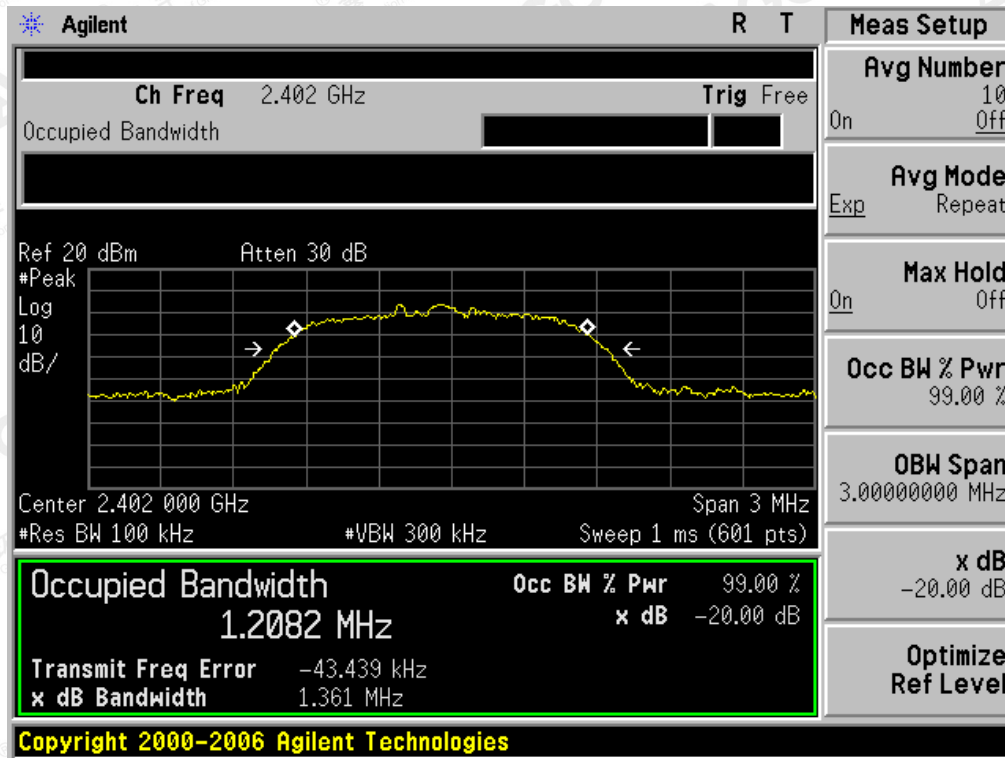 Agilent R T
Ch Freq 2.402 GHz Trig Free
Occupied Bandwidth
Ref 20 dBm Atten 30 dB
#Peak
Log
10
dB/
Center 2.402 000 GHz Span 3 MHz
#Res BW 100 kHz #VBW 300 kHz Sweep 1 ms (601 pts)
Occupied Bandwidth Occ BW % Pwr 99.00 %
1.2082 MHz x dB -20.00 dB
Transmit Freq Error -43.439 kHz
x dB Bandwidth 1.361 MHz
Copyright 2000-2006 Agilent Technologies
Meas Setup
Avg Number
10
On Off
Avg Mode
Exp Repeat
Max Hold
On Off
Occ BW % Pwr
99.00 %
OBW Span
3.00000000 MHz
x dB
-20.00 dB
Optimize
Ref Level